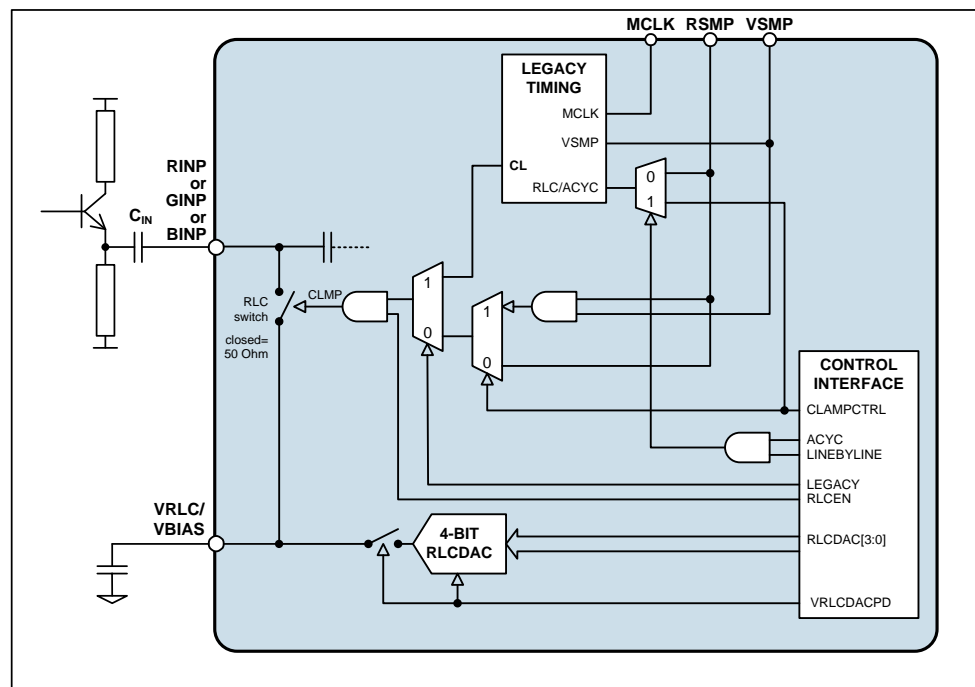 MCLK RSMP VSMP
LEGACY
TIMING
MCLK
VSMP
CL
RLC/ACYC
0
1
RINP
or
GINP
or
BINP
CIN
RLC
switch
closed=
50 Ohm
CLMP
1
0
1
0
CONTROL
INTERFACE
CLAMPCTRL
ACYC
LINEBYLINE
LEGACY
RLCEN
RLCDAC[3:0]
VRLCDACPD
VRLC/
VBIAS
4-BIT
RLCDAC